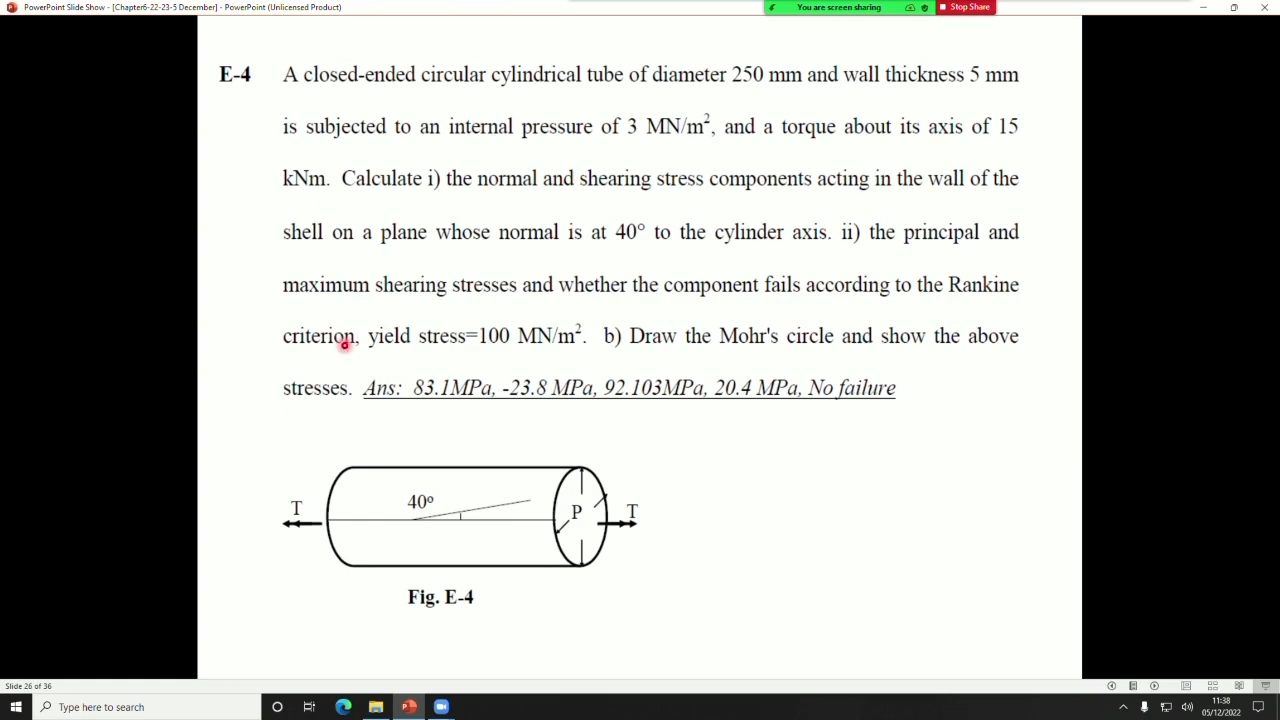 PowerPoint Slide Show - [Chapter6-22-23-5 December] - PowerPoint (Unlicensed Product)
You are screen sharing
Stop Share
E-4 A closed-ended circular cylindrical tube of diameter 250 mm and wall thickness 5 mm
is subjected to an internal pressure of 3 MN/m², and a torque about its axis of 15
kNm. Calculate i) the normal and shearing stress components acting in the wall of the
shell on a plane whose normal is at 40° to the cylinder axis. ii) the principal and
maximum shearing stresses and whether the component fails according to the Rankine
criterion, yield stress=100 MN/m². b) Draw the Mohr's circle and show the above
stresses. Ans: 83.1MPa, -23.8 MPa, 92.103MPa, 20.4 MPa, No failure
40º
T
P
T
Fig. E-4
Slide 26 of 36
Type here to search
11:38
05/12/2022